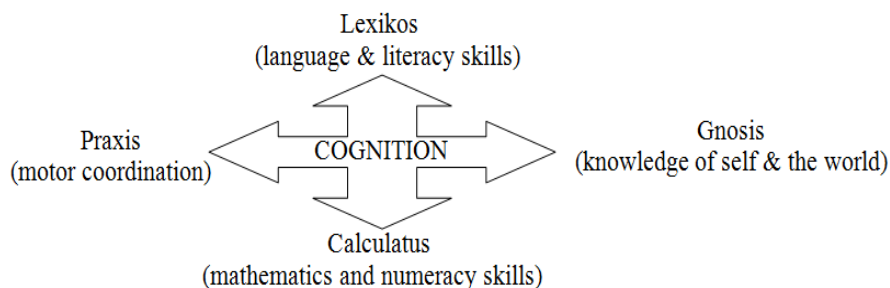 Lexikos
(language & literacy skills)
Praxis
(motor coordination)
COGNITION
Gnosis
(knowledge of self & the world)
Calculatus
(mathematics and numeracy skills)